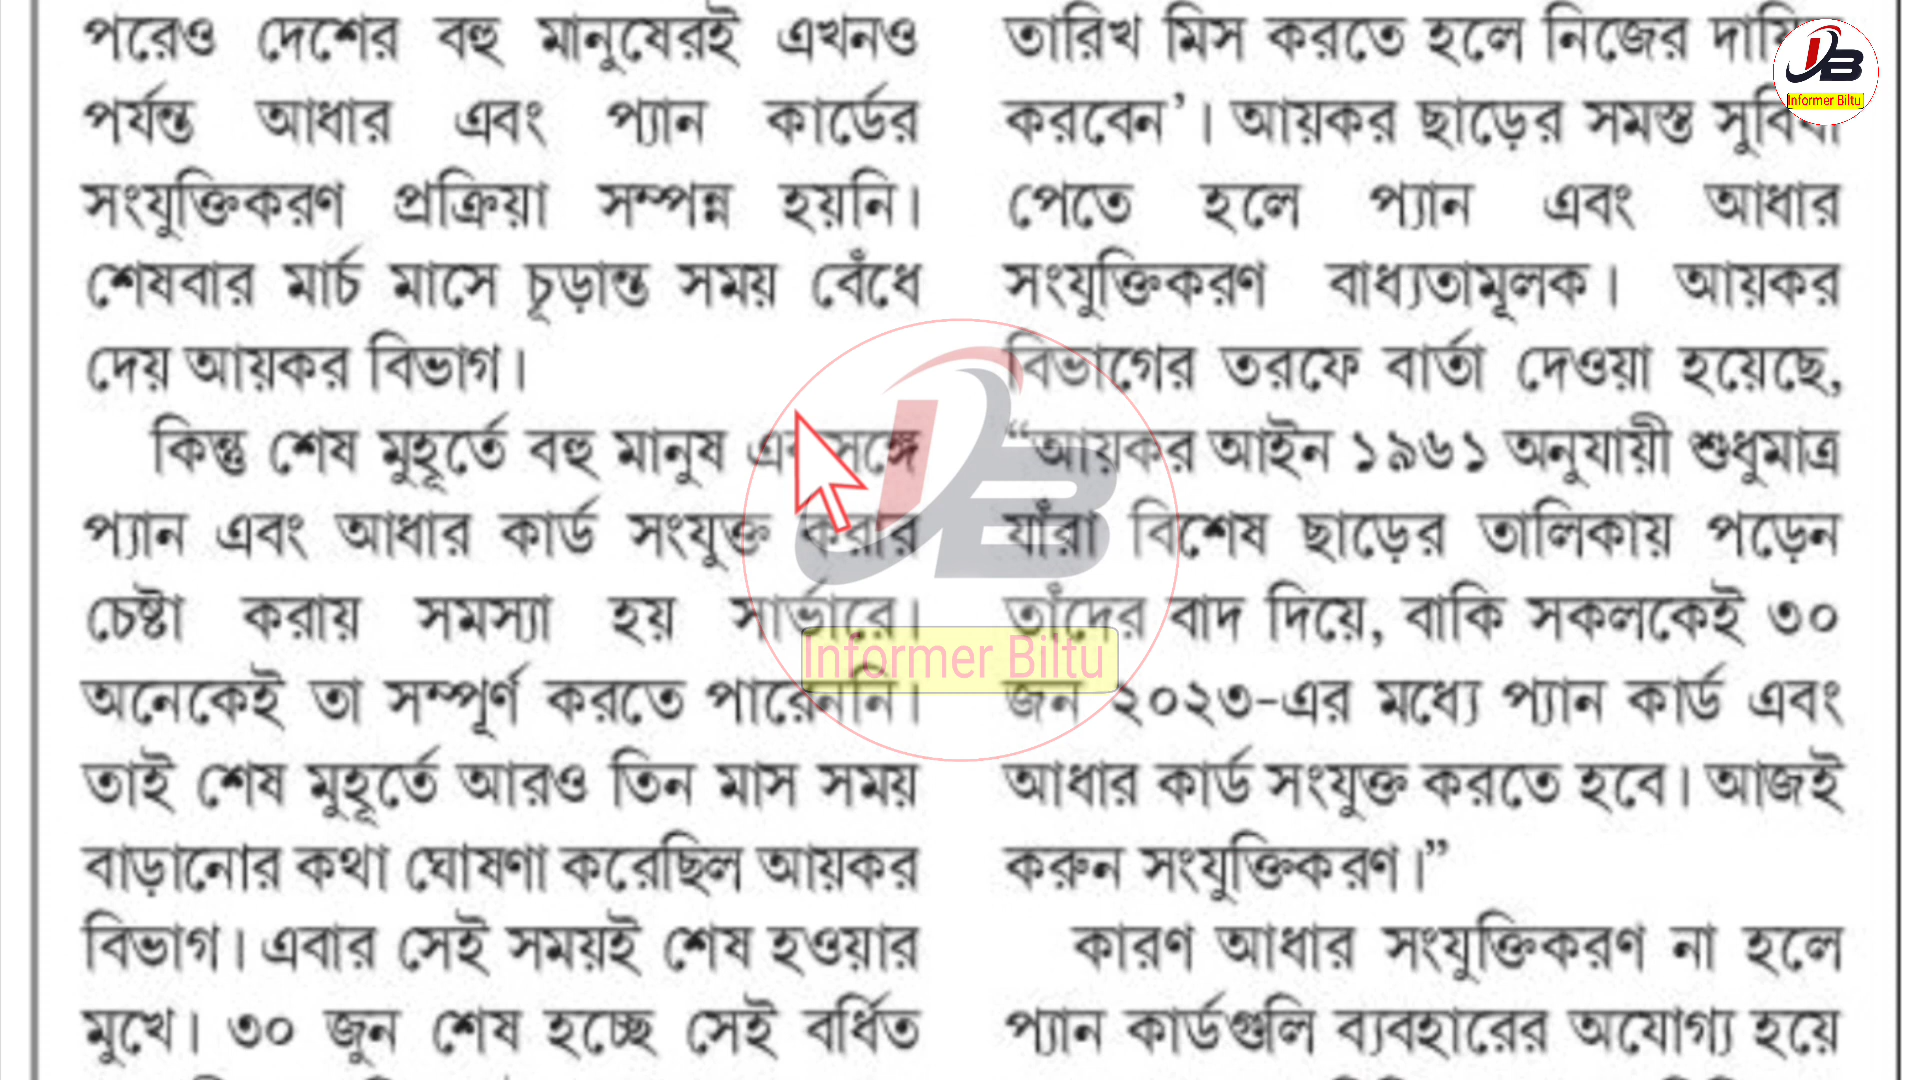 পরেও দেশের বহু মানুষেরই এখনও
পর্যন্ত আধার এবং প্যান কার্ডের
সংযুক্তিকরণ প্রক্রিয়া সম্পন্ন হয়নি।
শেষবার মার্চ মাসে চূড়ান্ত সময় বেঁধে
দেয় আয়কর বিভাগ।
কিন্তু শেষ মুহূর্তে বহু মানুষ একসঙ্গে
প্যান এবং আধার কার্ড সংযুক্ত করার
চেষ্টা করায় সমস্যা হয় সার্ভারে।
অনেকেই তা সম্পূর্ণ করতে পারেননি।
তাই শেষ মুহূর্তে আরও তিন মাস সময়
বাড়ানোর কথা ঘোষণা করেছিল আয়কর
বিভাগ। এবার সেই সময়ই শেষ হওয়ার
মুখে। ৩০ জুন শেষ হচ্ছে সেই বর্ধিত
তারিখ মিস করতে হলে নিজের
করবেন’। আয়কর ছাড়ের সমস্ত সুবিধা
পেতে হলে প্যান এবং আধার
সংযুক্তিকরণ বাধ্যতামূলক। আয়কর
বিভাগের তরফে বার্তা দেওয়া হয়েছে,
“আয়কর আইন ১৯৬১ অনুযায়ী শুধুমাত্র
যাঁরা বিশেষ ছাড়ের তালিকায় পড়েন
তাঁদের বাদ দিয়ে, বাকি সকলকেই ৩০
জুন ২০২৩-এর মধ্যে প্যান কার্ড এবং
আধার কার্ড সংযুক্ত করতে হবে। আজই
করুন সংযুক্তিকরণ।”
কারণ আধার সংযুক্তিকরণ না হলে
প্যান কার্ডগুলি ব্যবহারের অযোগ্য হয়ে
IB
Informer Biltu
IB
Informer Biltu